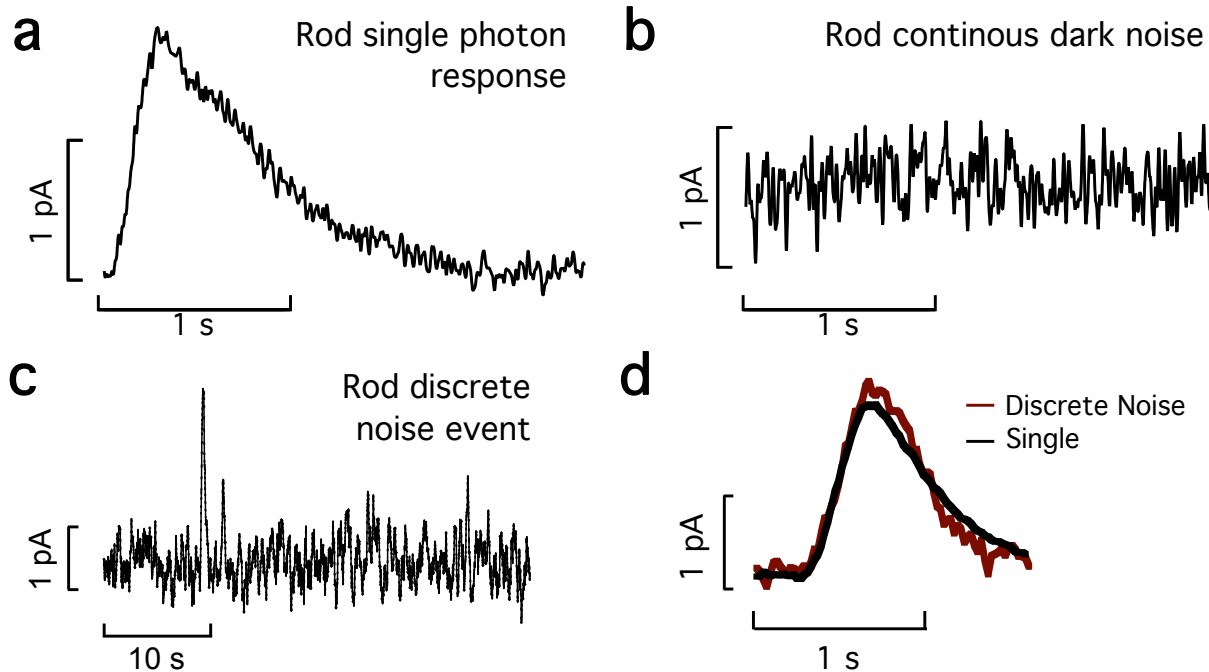 a
Rod single photon
response
1 pA
1 s
b
Rod continous dark noise
1 pA
1 s
c
Rod discrete
noise event
1 pA
10 s
d
Discrete Noise
Single
1 pA
1 s